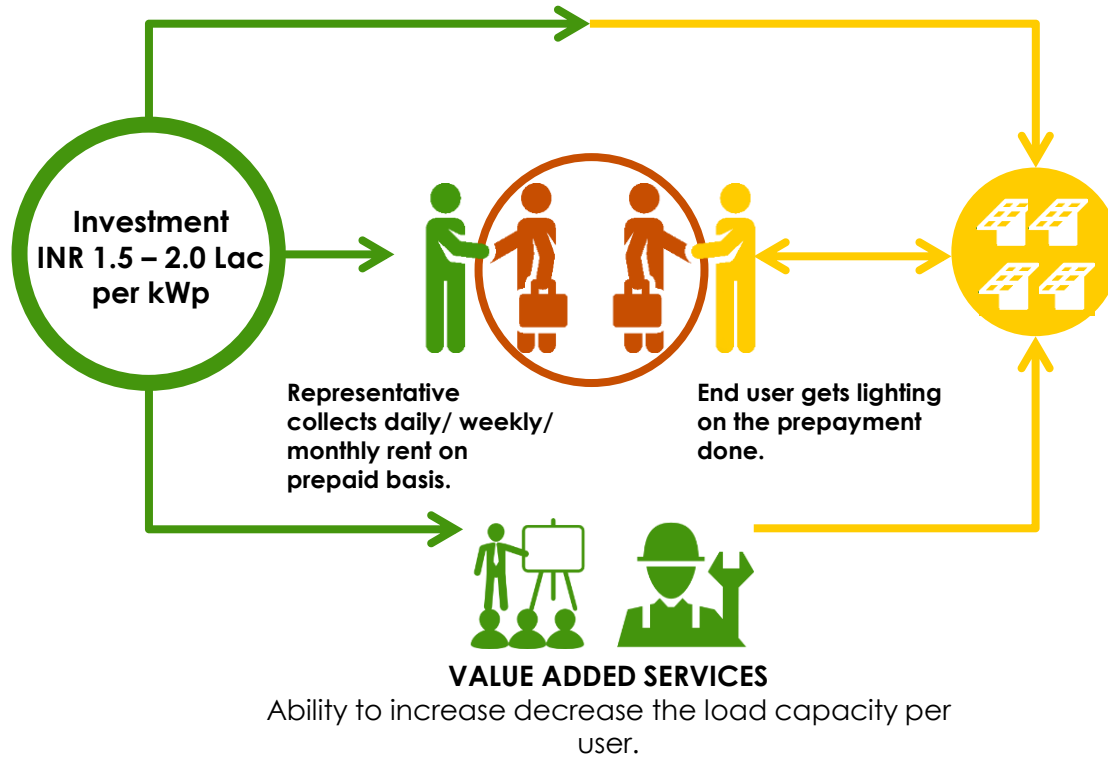 Investment
INR 1.5 – 2.0 Lac
per kWp
Representative
collects daily/ weekly/
monthly rent on
prepaid basis.
End user gets lighting
on the prepayment
done.
VALUE ADDED SERVICES
Ability to increase decrease the load capacity per
user.